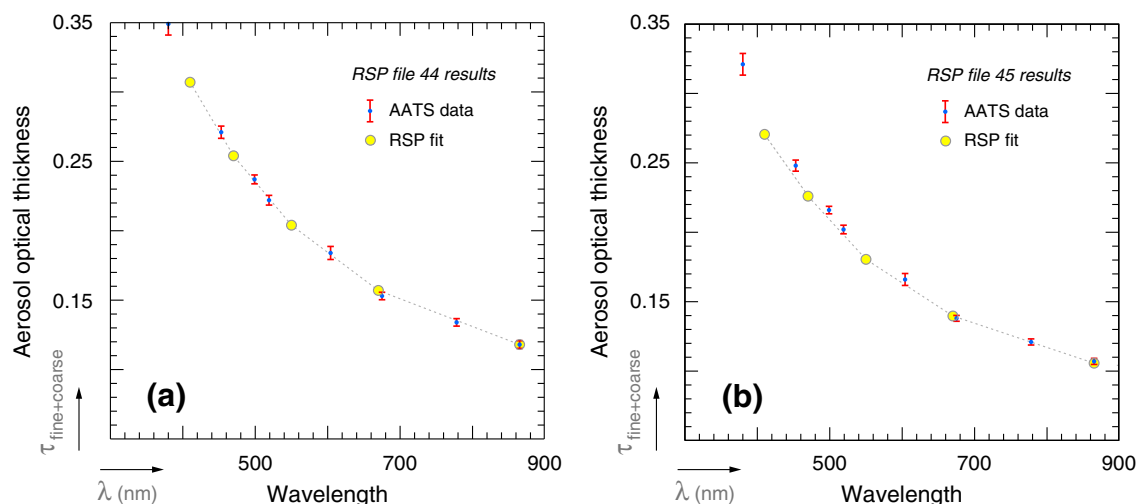 0.35
0.25
0.15
Aerosol optical thickness
τ fine+coarse
RSP file 44 results
AATS data
RSP fit
(a)
500
700
900
λ (nm)
Wavelength
0.35
0.25
0.15
Aerosol optical thickness
τ fine+coarse
RSP file 45 results
AATS data
RSP fit
(b)
500
700
900
λ (nm)
Wavelength